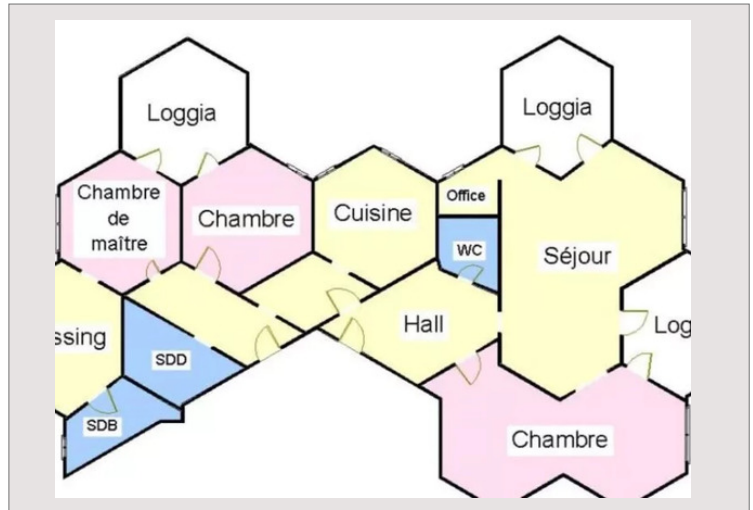 Loggia
Loggia
Chambre
de
maître
Chambre
Cuisine
Office
WC
Séjour
Hall
Log
ssing
SDD
SDB
Chambre